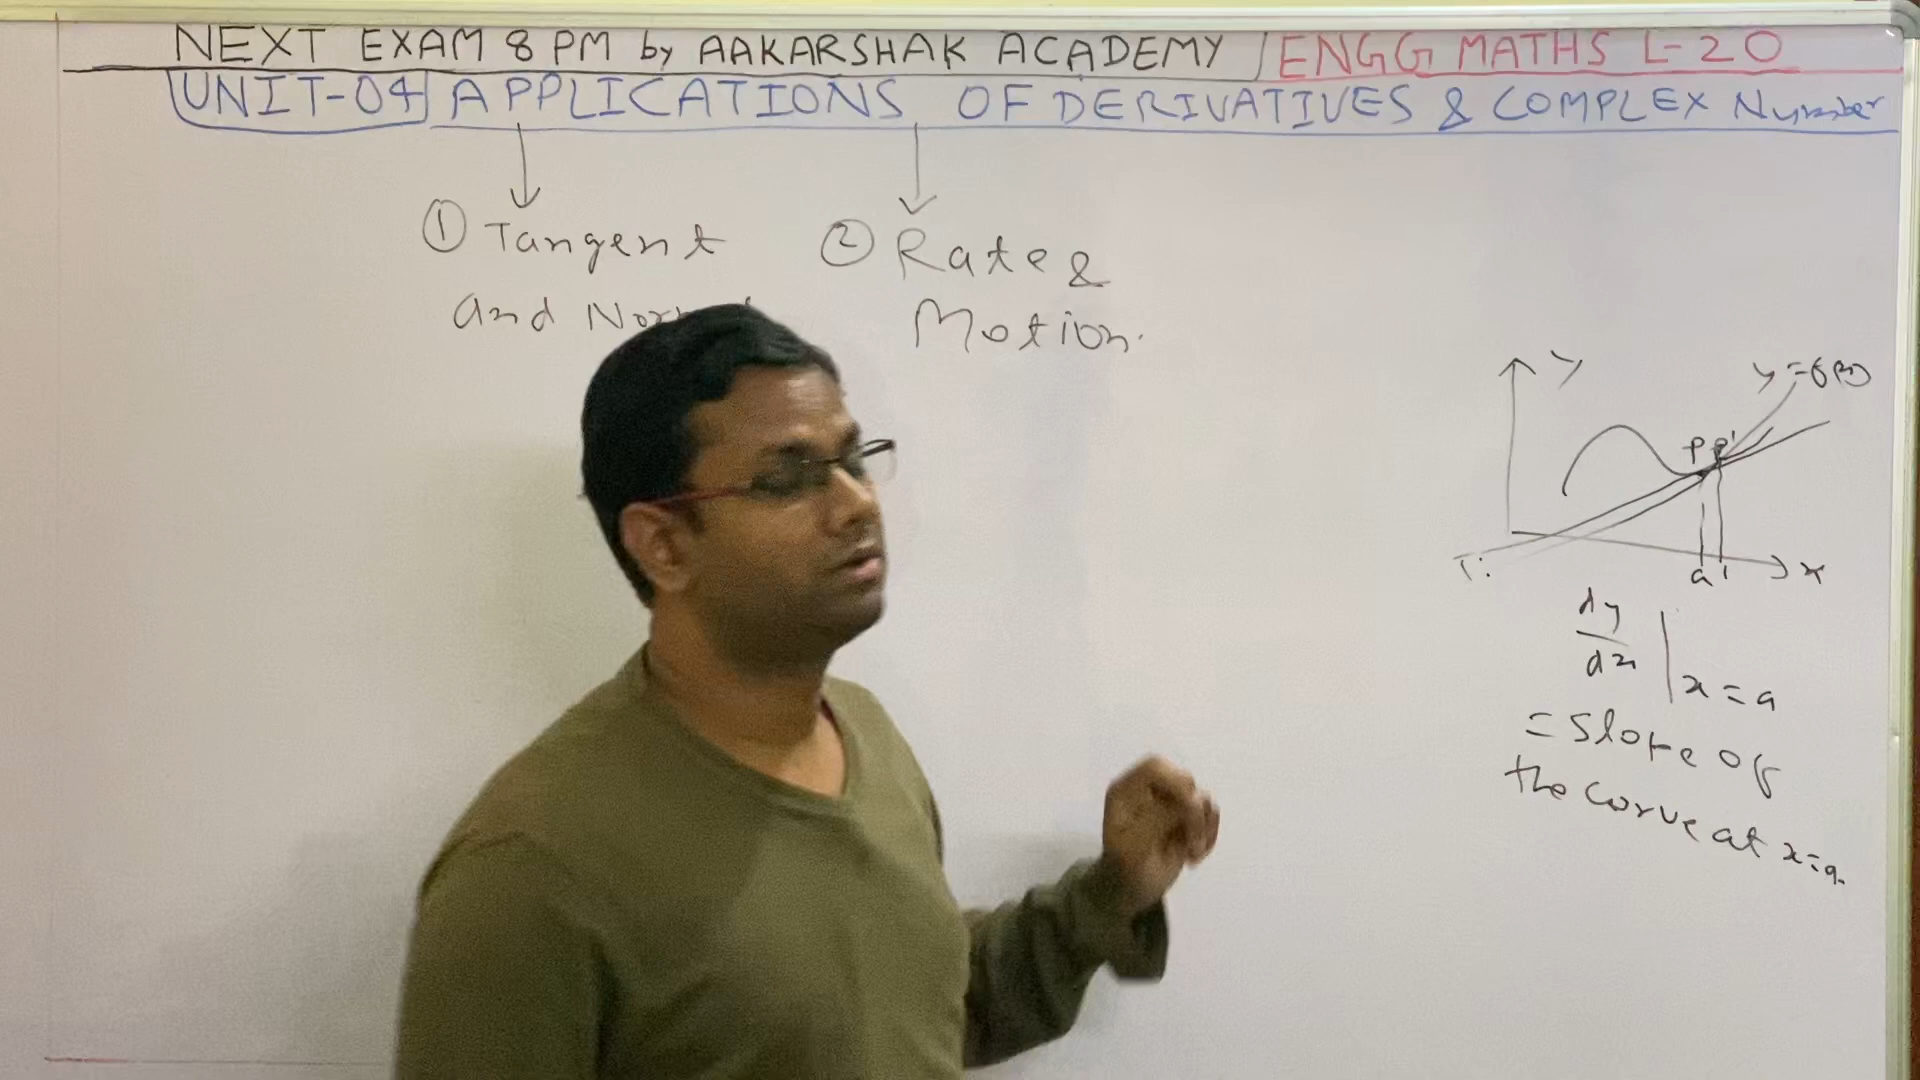 NEXT EXAM 8 PM by AAKARSHAK ACADEMY
ENGG MATHS L-20
UNIT-04 APPLICATIONS OF DERIVATIVES & COMPLEX Number
① Tangent
and
② Rate &
Motion.
y
P P'
a
x
dy
dx
x = a
= Slope of
the curve at x=a.